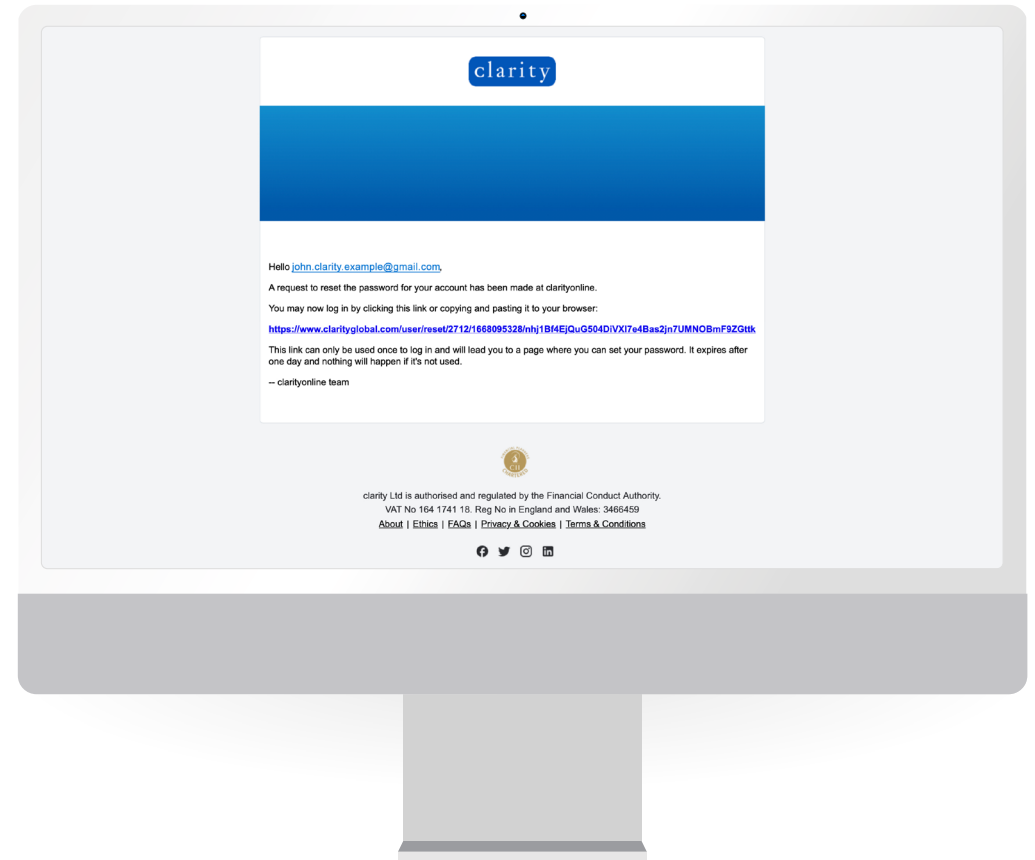 clarity
Hello john.clarity.example@gmail.com,
A request to reset the password for your account has been made at clarityonline.
You may now log in by clicking this link or copying and pasting it to your browser:
https://www.clarityglobal.com/user/reset/2712/1668095328/nhj1Bf4EjQuG504DiVXl7e4Bas2jn7UMNOBmF9ZGttk
This link can only be used once to log in and will lead you to a page where you can set your password. It expires after
one day and nothing will happen if it's not used.
-- clarityonline team
CII
CHARTERED
clarity Ltd is authorised and regulated by the Financial Conduct Authority.
VAT No 164 1741 18. Reg No in England and Wales: 3466459
About | Ethics | FAQs | Privacy & Cookies | Terms & Conditions